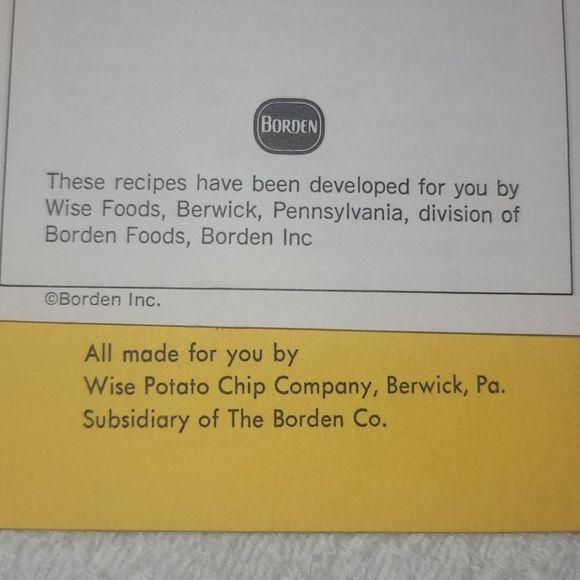 BORDEN
These recipes have been developed for you by
Wise Foods, Berwick, Pennsylvania, division of
Borden Foods, Borden Inc
©Borden Inc.
All made for you by
Wise Potato Chip Company, Berwick, Pa.
Subsidiary of The Borden Co.